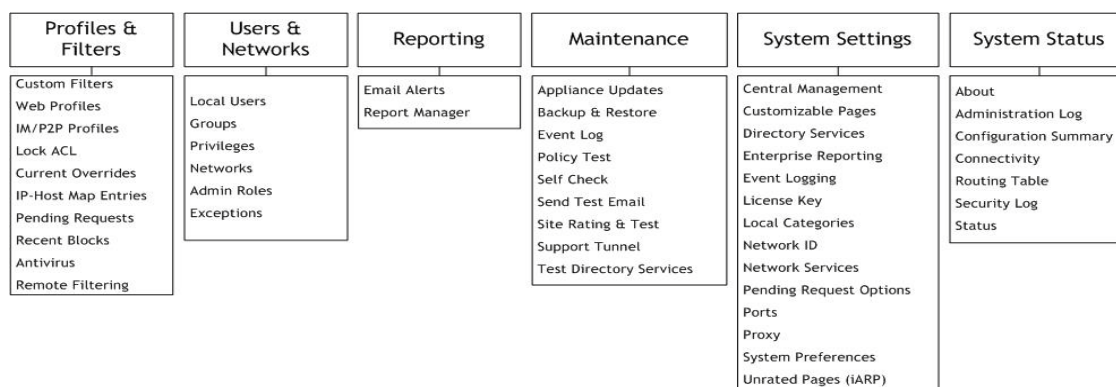 Profiles &
Filters
Custom Filters
Web Profiles
IM/P2P Profiles
Lock ACL
Current Overrides
IP-Host Map Entries
Pending Requests
Recent Blocks
Antivirus
Remote Filtering
Users &
Networks
Local Users
Groups
Privileges
Networks
Admin Roles
Exceptions
Reporting
Email Alerts
Report Manager
Maintenance
Appliance Updates
Backup & Restore
Event Log
Policy Test
Self Check
Send Test Email
Site Rating & Test
Support Tunnel
Test Directory Services
System Settings
Central Management
Customizable Pages
Directory Services
Enterprise Reporting
Event Logging
License Key
Local Categories
Network ID
Network Services
Pending Request Options
Ports
Proxy
System Preferences
Unrated Pages (iARP)
System Status
About
Administration Log
Configuration Summary
Connectivity
Routing Table
Security Log
Status